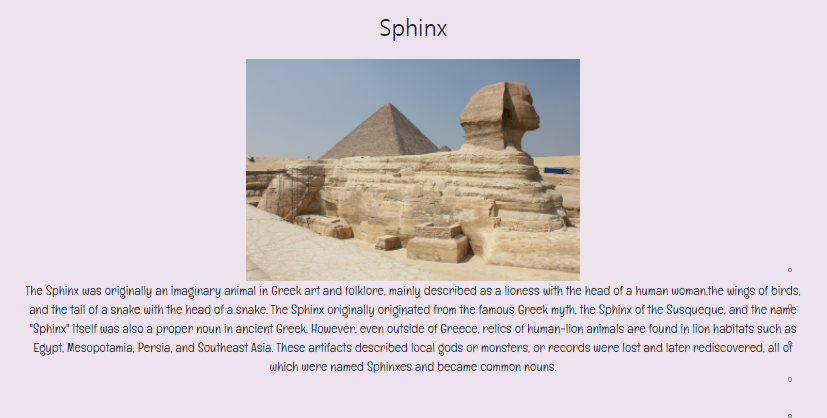 Sphinx
The Sphinx was originally an imaginary animal in Greek art and folklore, mainly described as a lioness with the head of a human woman,the wings of birds,
and the tail of a snake with the head of a snake. The Sphinx originally originated from the famous Greek myth, the Sphinx of the Susqueque, and the name
"Sphinx" itself was also a proper noun in ancient Greek. However, even outside of Greece, relics of human-lion animals are found in lion habitats such as
Egypt, Mesopotamia, Persia, and Southeast Asia. These artifacts described local gods or monsters, or records were lost and later rediscovered, all of
which were named Sphinxes and became common nouns.